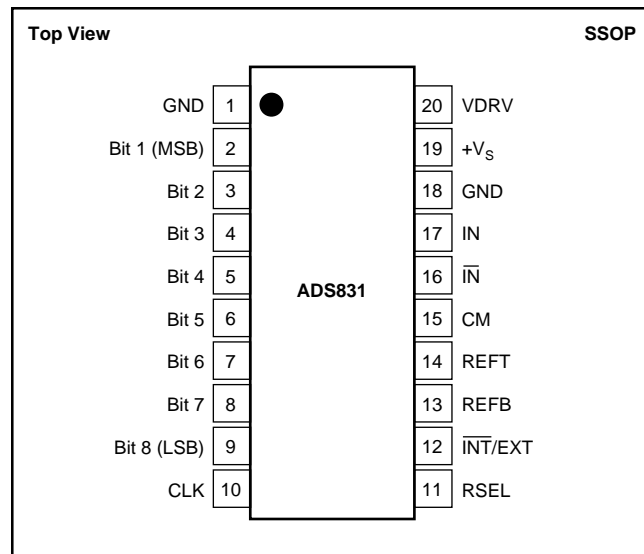 Top View SSOP
GND 1 20 VDRV
Bit 1 (MSB) 2 19 +VS
Bit 2 3 18 GND
Bit 3 4 17 IN
Bit 4 5 16 I̅N̅
ADS831
Bit 5 6 15 CM
Bit 6 7 14 REFT
Bit 7 8 13 REFB
Bit 8 (LSB) 9 12 I̅N̅T̅/EXT
CLK 10 11 RSEL